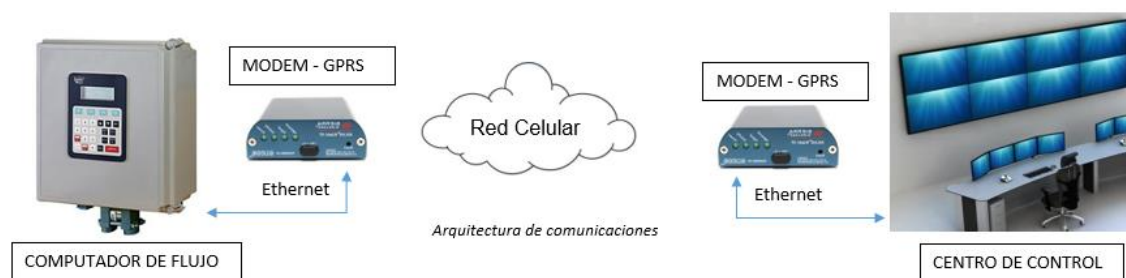 MODEM - GPRS
MODEM - GPRS
Red Celular
Ethernet
Ethernet
Arquitectura de comunicaciones
COMPUTADOR DE FLUJO
CENTRO DE CONTROL